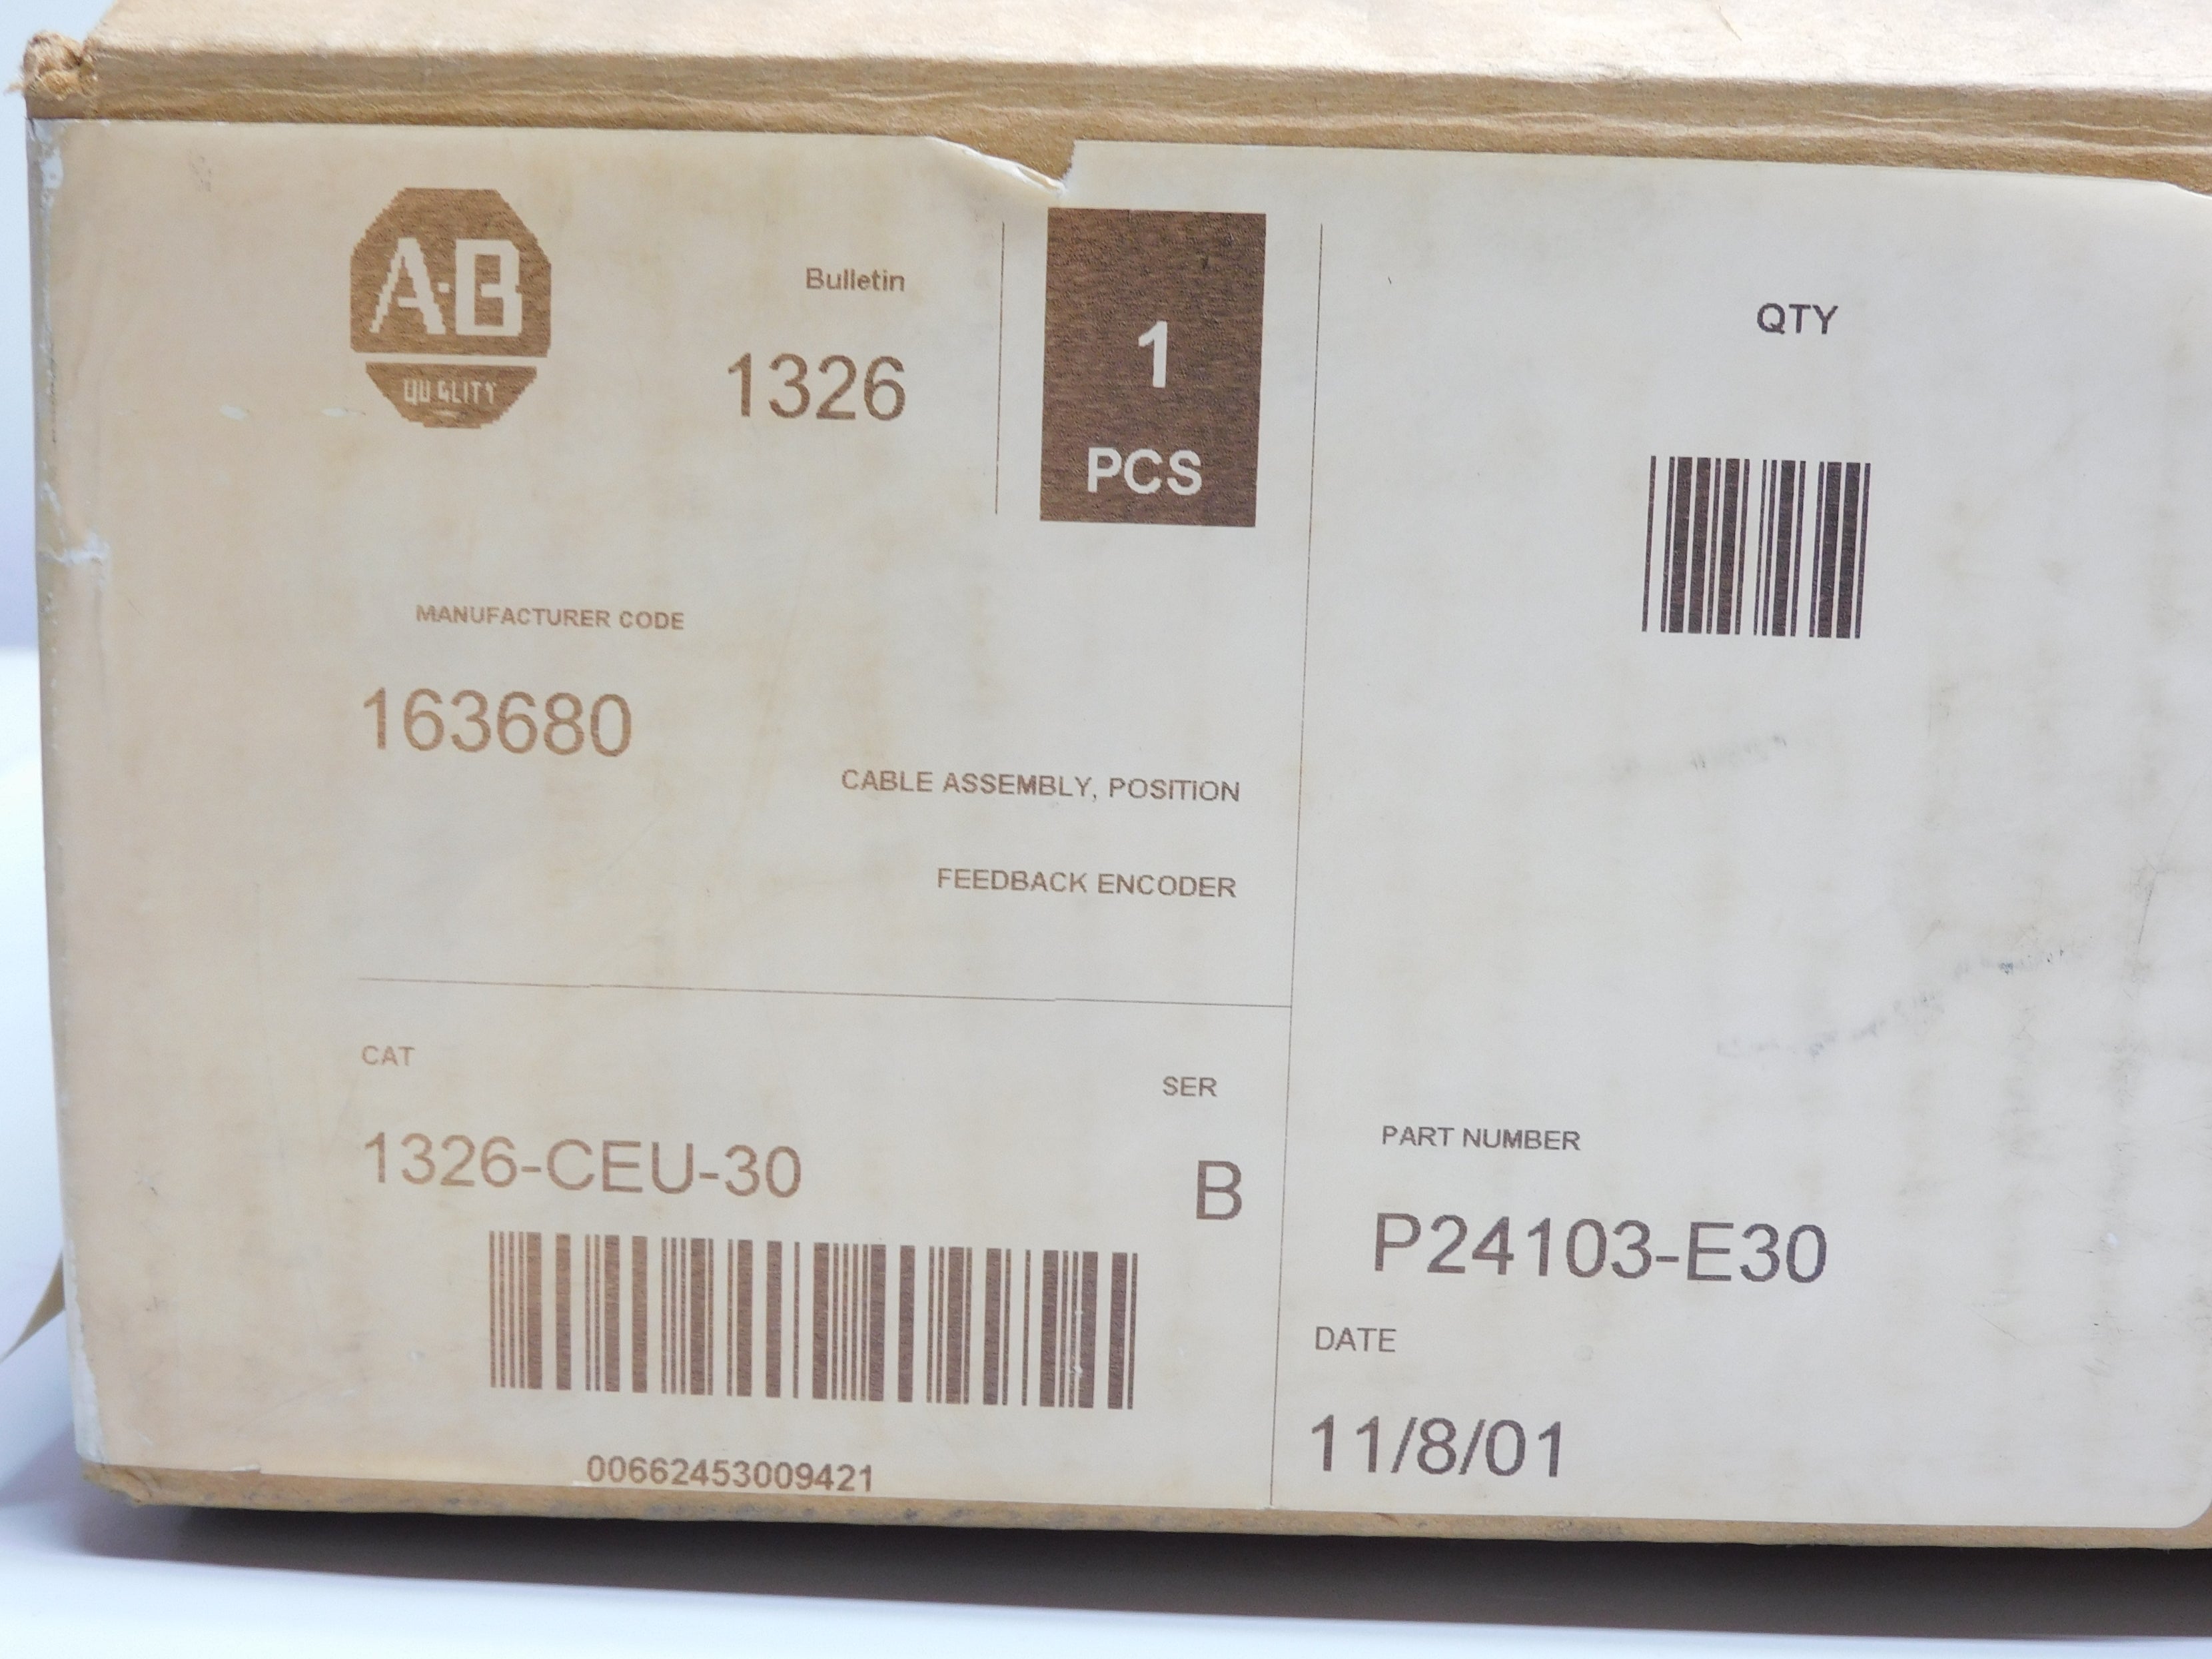 A·B
QUALITY
Bulletin
1326
1
PCS
QTY
MANUFACTURER CODE
163680
CABLE ASSEMBLY, POSITION
FEEDBACK ENCODER
CAT
SER
1326-CEU-30
B
00662453009421
PART NUMBER
P24103-E30
DATE
11/8/01